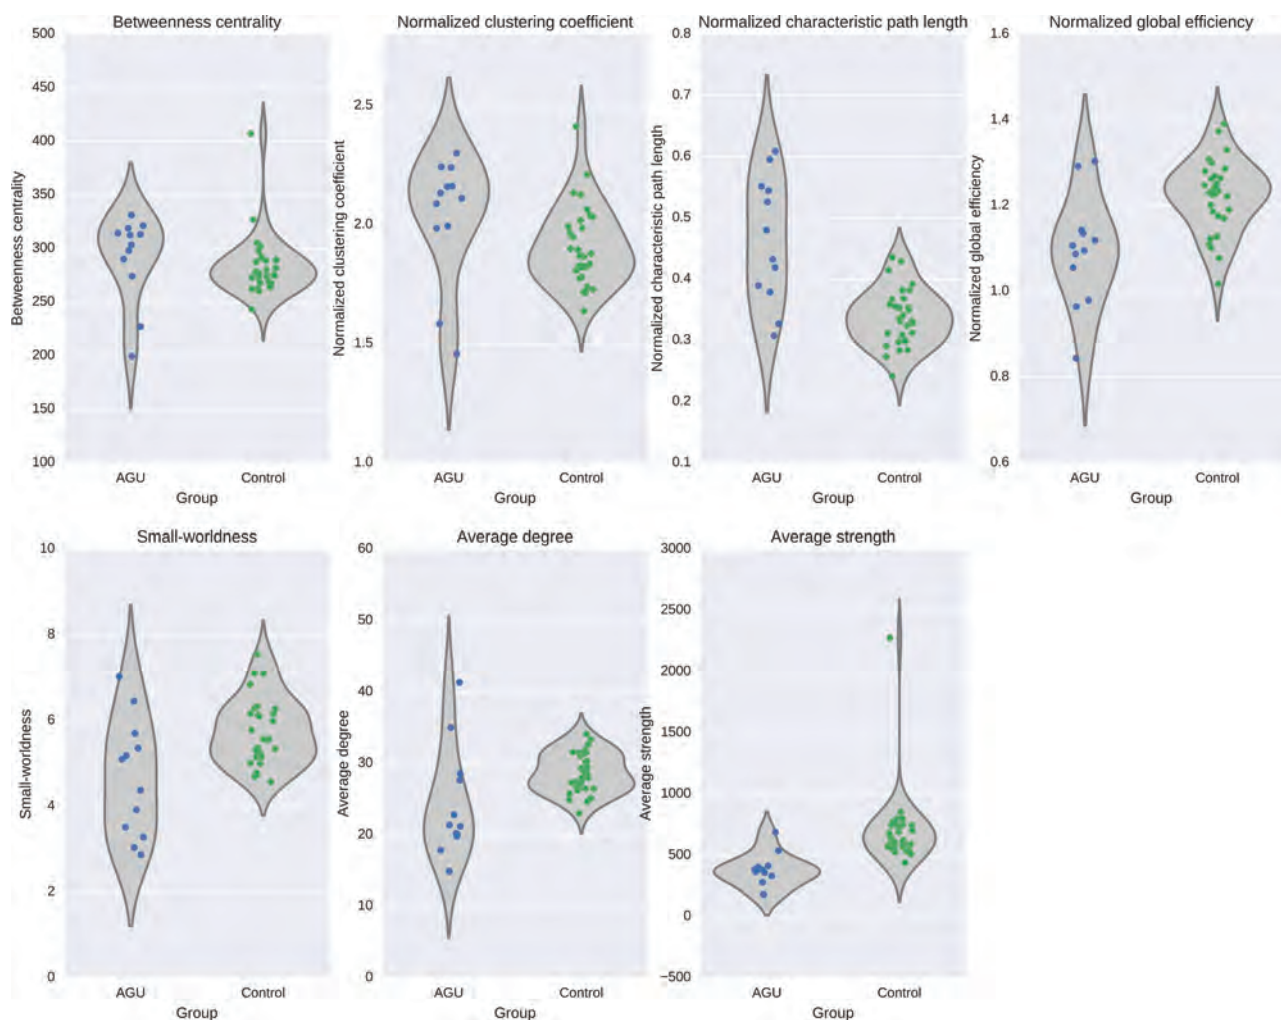 Betweenness centrality
Betweenness centrality
500
450
400
350
300
250
200
150
100
AGU Control
Group
Normalized clustering coefficient
Normalized clustering coefficient
2.5
2.0
1.5
1.0
AGU Control
Group
Normalized characteristic path length
Normalized characteristic path length
0.8
0.7
0.6
0.5
0.4
0.3
0.2
0.1
AGU Control
Group
Normalized global efficiency
Normalized global efficiency
1.6
1.4
1.2
1.0
0.8
0.6
AGU Control
Group
Small-worldness
Small-worldness
10
8
6
4
2
0
AGU Control
Group
Average degree
Average degree
60
50
40
30
20
10
0
AGU Control
Group
Average strength
Average strength
3000
2500
2000
1500
1000
500
0
−500
AGU Control
Group